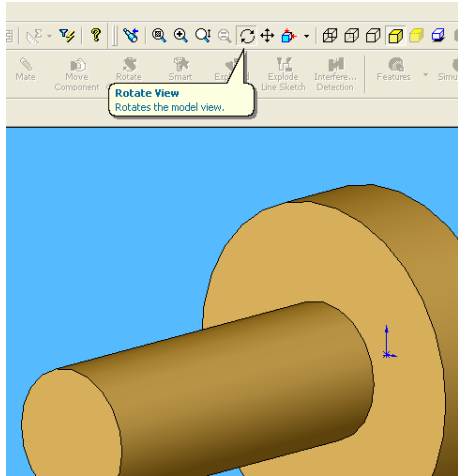 Mate Move Rotate Smart Explode Interfere... Features
Component Line Sketch Detection
Rotate View
Rotates the model view.